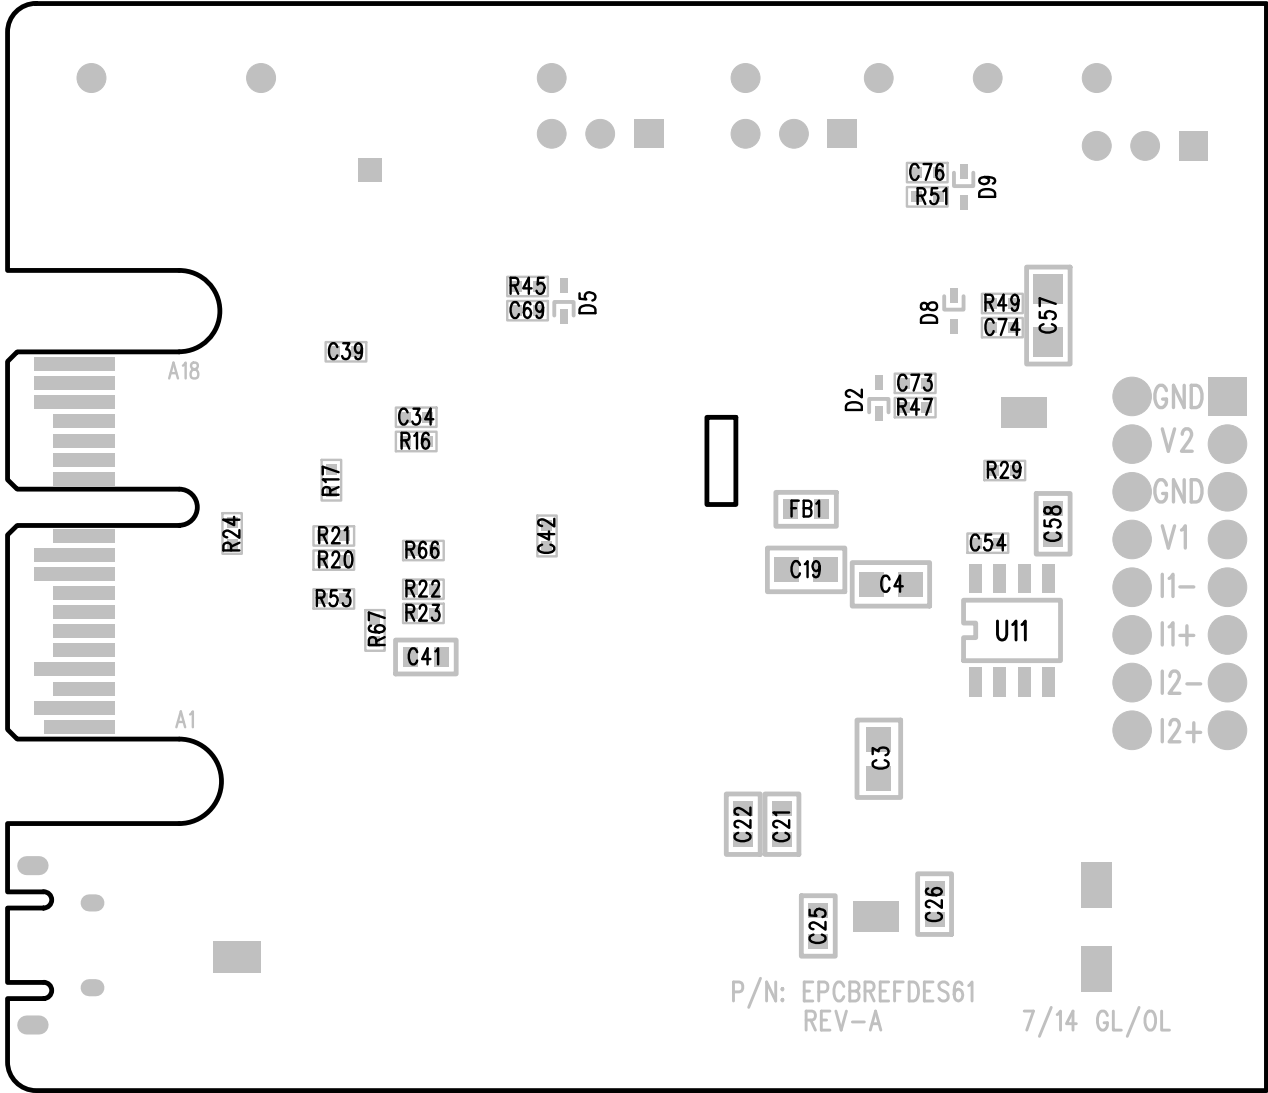 C76
R51
D9
R45
C69
D5
D8
R49
C74
C57
C39
A18
C73
R47
D2
C34
R16
GND
V2
R17
R29
GND
FB1
C58
R24
R21
R20
C42
C54
V1
R66
C19
C4
R22
I1-
R53
R23
R67
U11
I1+
C41
I2-
A1
I2+
C3
C22
C21
C25
C26
P/N: EPCBREFDES61
REV-A
7/14 GL/OL